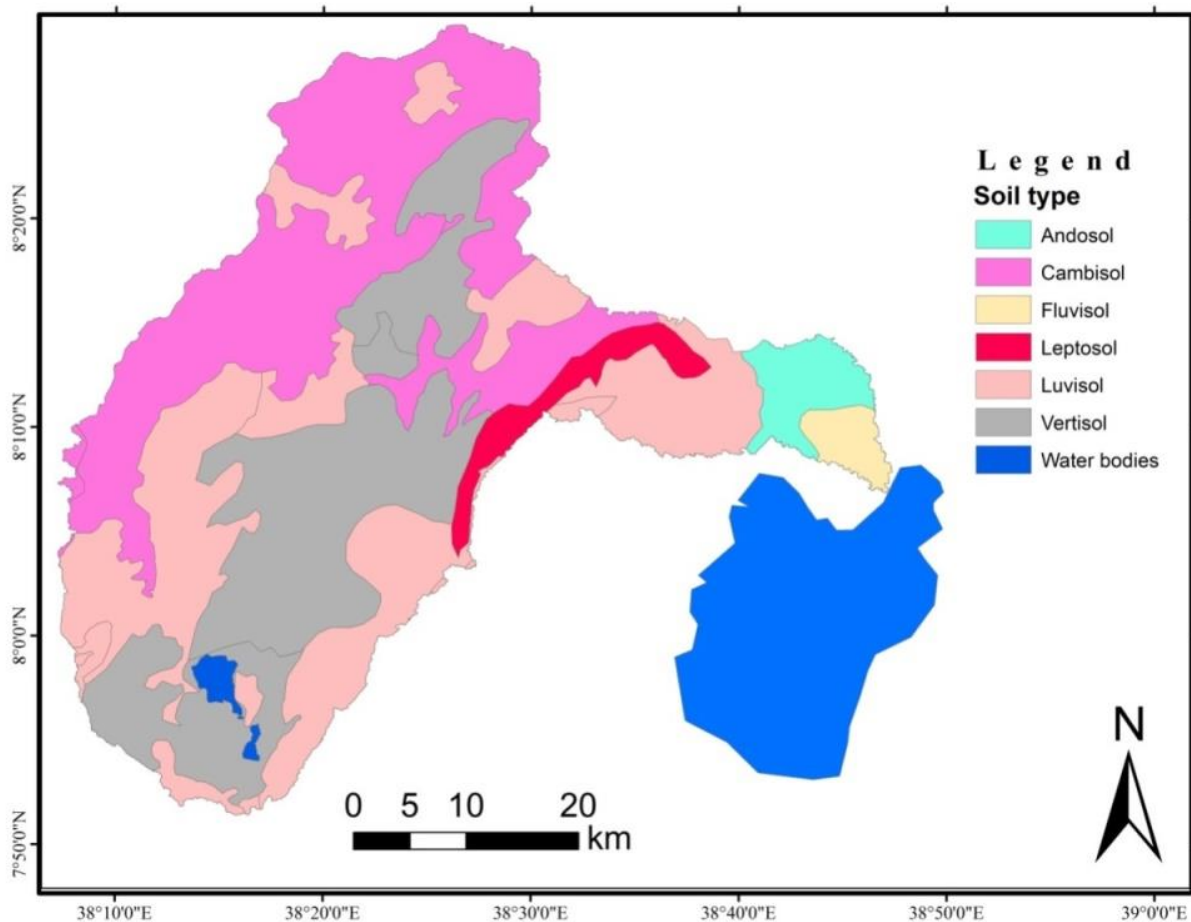 L e g e n d
Soil type
Andosol
Cambisol
Fluvisol
Leptosol
Luvisol
Vertisol
Water bodies
8°20'0"N
8°10'0"N
8°0'0"N
7°50'0"N
N
0 5 10 20
km
38°10'0"E 38°20'0"E 38°30'0"E 38°40'0"E 38°50'0"E 39°0'0"E